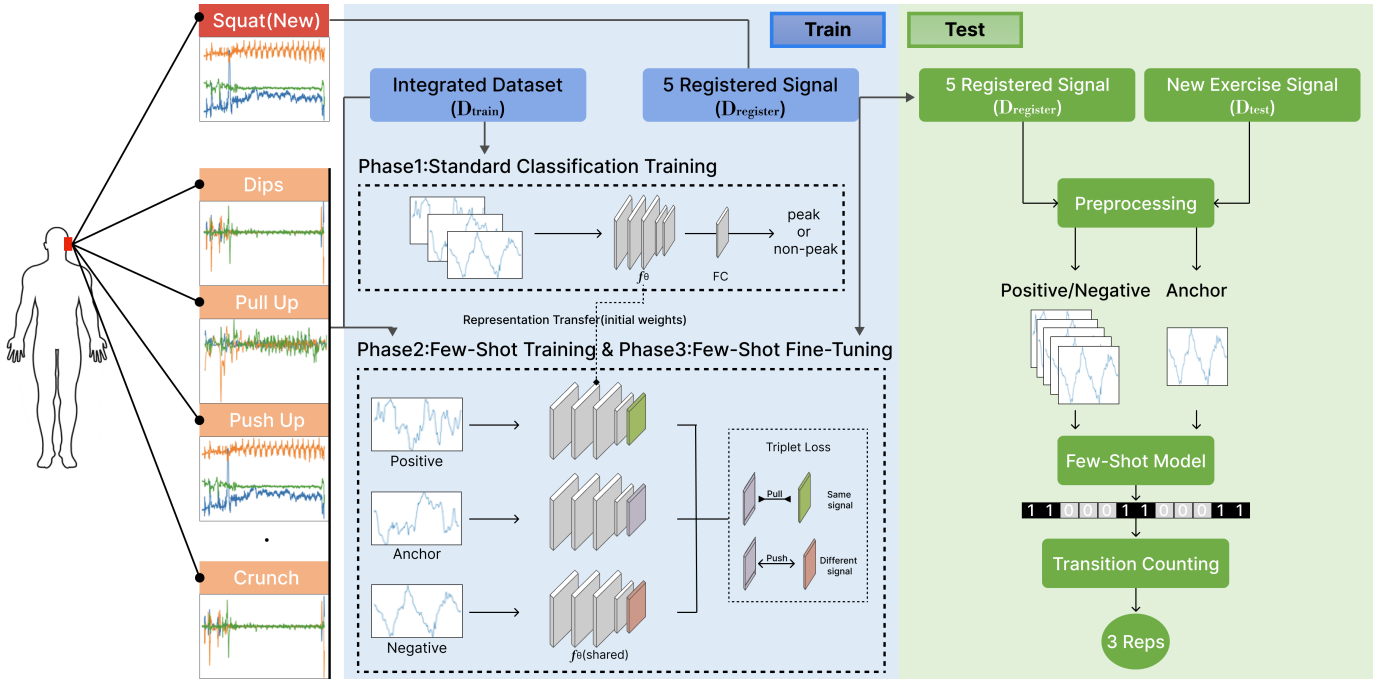 Squat(New)
Dips
Pull Up
Push Up
Crunch
Train
Integrated Dataset
(Dtrain)
5 Registered Signal
(Dregister)
Phase1:Standard Classification Training
fθ
FC
peak
or
non-peak
Representation Transfer(initial weights)
Phase2:Few-Shot Training & Phase3:Few-Shot Fine-Tuning
Positive
Anchor
Negative
fθ(shared)
Triplet Loss
Pull
Same
signal
Push
Different
signal
Test
5 Registered Signal
(Dregister)
New Exercise Signal
(Dtest)
Preprocessing
Positive/Negative
Anchor
Few-Shot Model
1 1 0 0 0 1 1 0 0 0 1 1
Transition Counting
3 Reps